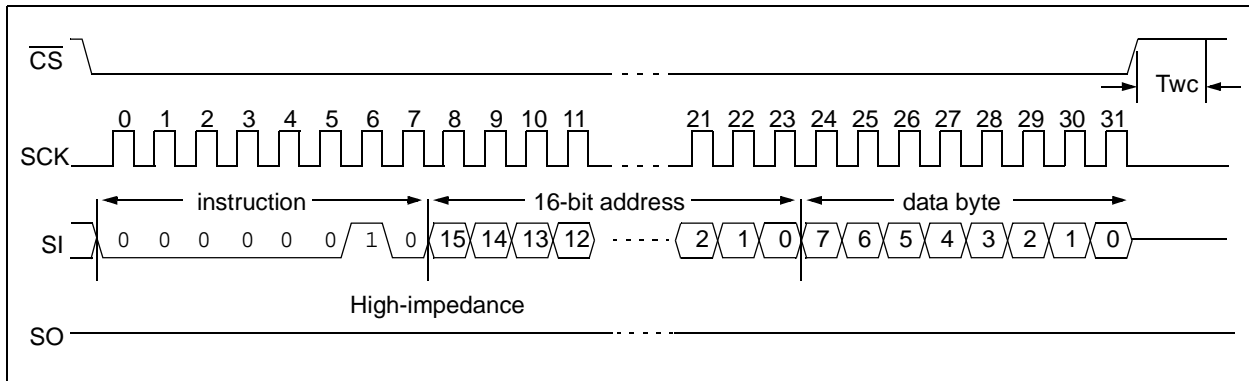 CS
Twc
0 1 2 3 4 5 6 7 8 9 10 11 21 22 23 24 25 26 27 28 29 30 31
SCK
instruction 16-bit address data byte
SI 0 0 0 0 0 0 1 0 15 14 13 12 2 1 0 7 6 5 4 3 2 1 0
High-impedance
SO